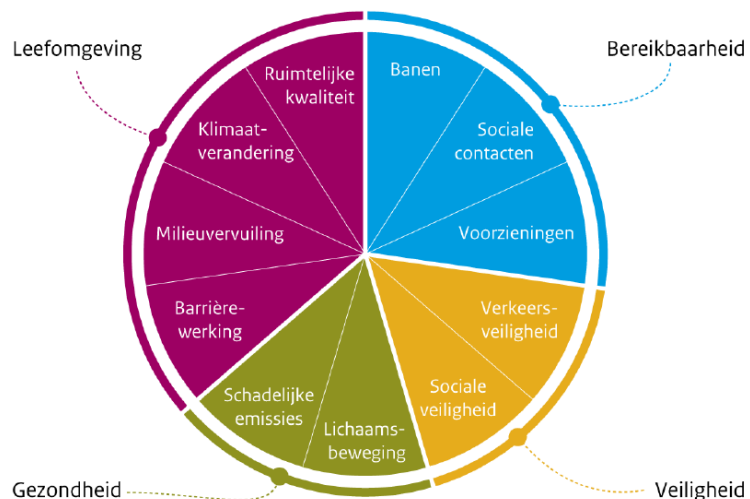 Leefomgeving
Bereikbaarheid
Ruimtelijke
kwaliteit
Banen
Klimaat-
verandering
Sociale
contacten
Milieuvervuiling
Voorzieningen
Barrière-
werking
Verkeers-
veiligheid
Schadelijke
emissies
Lichaams-
beweging
Sociale
veiligheid
Gezondheid
Veiligheid